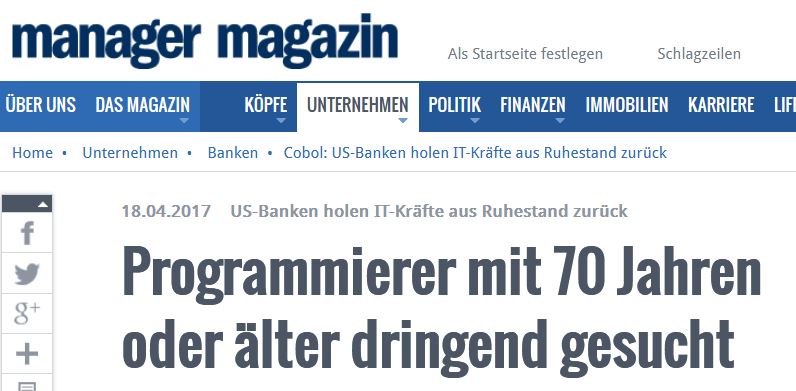 manager magazin
Als Startseite festlegen Schlagzeilen
ÜBER UNS DAS MAGAZIN KÖPFE UNTERNEHMEN POLITIK FINANZEN IMMOBILIEN KARRIERE LIF
Home • Unternehmen • Banken • Cobol: US-Banken holen IT-Kräfte aus Ruhestand zurück
18.04.2017 US-Banken holen IT-Kräfte aus Ruhestand zurück
Programmierer mit 70 Jahren
oder älter dringend gesucht
f
g+
+